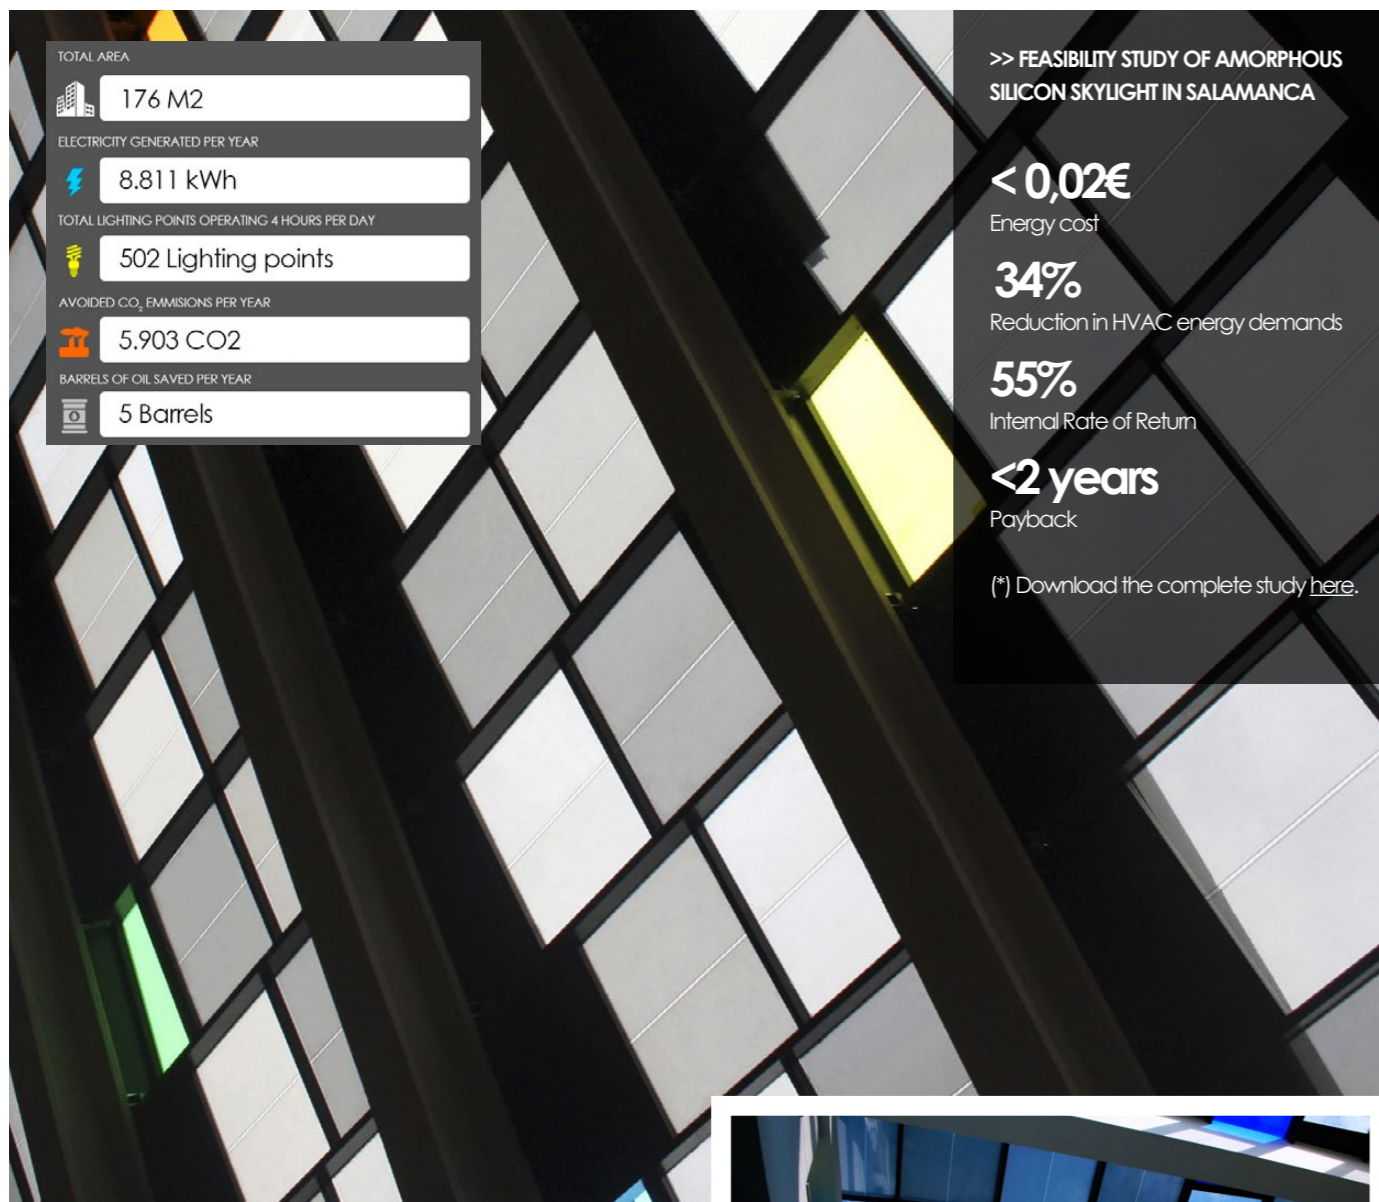 TOTAL AREA
176 M2
ELECTRICITY GENERATED PER YEAR
8.811 kWh
TOTAL LIGHTING POINTS OPERATING 4 HOURS PER DAY
502 Lighting points
AVOIDED CO₂ EMMISIONS PER YEAR
5.903 CO2
BARRELS OF OIL SAVED PER YEAR
5 Barrels
>> FEASIBILITY STUDY OF AMORPHOUS
SILICON SKYLIGHT IN SALAMANCA
< 0,02€
Energy cost
34%
Reduction in HVAC energy demands
55%
Internal Rate of Return
<2 years
Payback
(*) Download the complete study here.